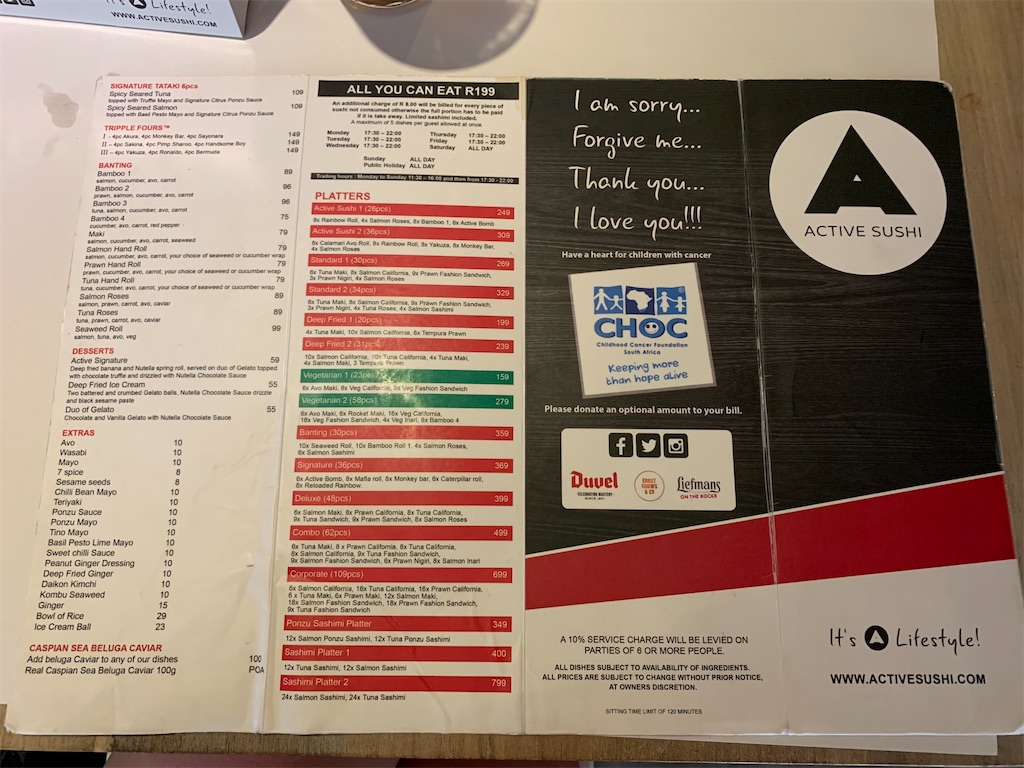 It's Lifestyle!
WWW.ACTIVESUSHI.COM
SIGNATURE TATAKI 6pcs
Spicy Seared Tuna 109
topped with Truffle Mayo and Signature Citrus Ponzu Sauce
Spicy Seared Salmon 109
topped with Basil Pesto Mayo and Signature Citrus Ponzu Sauce
TRIPPLE FOURS™
I - 4pc Akura, 4pc Monkey Bar, 4pc Sayonara 149
II – 4pc Sakina, 4pc Pimp Sharoo, 4pc Handsome Boy 149
III – 4pc Yakuza, 4pc Ronaldo, 4pc Bermuda 149
BANTING
Bamboo 1 89
salmon, cucumber, avo, carrot
Bamboo 2 96
prawn, salmon, cucumber, avo, carrot
Bamboo 3 96
tuna, salmon, cucumber, avo, carrot
Bamboo 4 75
cucumber, avo, carrot, red pepper
Maki 79
salmon, cucumber, avo, carrot, seaweed
Salmon Hand Roll 79
salmon, cucumber, avo, carrot, your choice of seaweed or cucumber wrap
Prawn Hand Roll 79
prawn, cucumber, avo, carrot, your choice of seaweed or cucumber wrap
Tuna Hand Roll 79
tuna, cucumber, avo, carrot, your choice of seaweed or cucumber wrap
Salmon Roses 89
salmon, prawn, carrot, avo, caviar
Tuna Roses 89
tuna, prawn, carrot, avo, caviar
Seaweed Roll 99
salmon, tuna, avo, veg
DESSERTS
Active Signature 59
Deep fried banana and Nutella spring roll, served on duo of Gelato topped
with chocolate truffle and drizzled with Nutella Chocolate Sauce
Deep Fried Ice Cream 55
Two battered and crumbed Gelato balls, Nutella Chocolate Sauce drizzle
and black sesame paste
Duo of Gelato 55
Chocolate and Vanilla Gelato with Nutella Chocolate Sauce
EXTRAS
Avo 10
Wasabi 10
Mayo 10
7 spice 8
Sesame seeds 8
Chilli Bean Mayo 10
Teriyaki 10
Ponzu Sauce 10
Ponzu Mayo 10
Tino Mayo 10
Basil Pesto Lime Mayo 10
Sweet chilli Sauce 10
Peanut Ginger Dressing 10
Deep Fried Ginger 10
Daikon Kimchi 10
Kombu Seaweed 10
Ginger 15
Bowl of Rice 29
Ice Cream Ball 23
CASPIAN SEA BELUGA CAVIAR
Add beluga Caviar to any of our dishes 100
Real Caspian Sea Beluga Caviar 100g POA
ALL YOU CAN EAT R199
An additional charge of R 8.00 will be billed for every piece of
sushi not consumed otherwise the full portion has to be paid
if it is take away. Limited sashimi included.
A maximum of 5 dishes per guest allowed at once.
Monday 17:30 – 22:00 Thursday 17:30 – 22:00
Tuesday 17:30 – 22:00 Friday 17:30 – 22:00
Wednesday 17:30 – 22:00 Saturday ALL DAY
Sunday ALL DAY
Public Holiday ALL DAY
Trading hours : Monday to Sunday 11:30 – 16:00 and then from 17:30 - 22:00
PLATTERS
Active Sushi 1 (26pcs) 249
8x Rainbow Roll, 4x Salmon Roses, 8x Bamboo 1, 6x Active Bomb
Active Sushi 2 (36pcs) 309
8x Calamari Avo Roll, 8x Rainbow Roll, 8x Yakuza, 8x Monkey Bar,
4x Salmon Roses
Standard 1 (30pcs) 269
6x Tuna Maki, 8x Salmon California, 9x Prawn Fashion Sandwich,
3x Prawn Nigiri, 4x Salmon Roses
Standard 2 (34pcs) 329
6x Tuna Maki, 8x Salmon California, 9x Prawn Fashion Sandwich,
3x Prawn Nigiri, 4x Tuna Roses, 4x Salmon Sashimi
Deep Fried 1 (20pcs) 199
4x Tuna Maki, 10x Salmon California, 6x Tempura Prawn
Deep Fried 2 (31pcs) 239
10x Salmon California, 10x Tuna California, 4x Tuna Maki,
4x Salmon Maki, 3 Tempura Prawn
Vegetarian 1 (23pcs) 159
6x Avo Maki, 8x Veg California, 9x Veg Fashion Sandwich
Vegetarian 2 (58pcs) 279
6x Avo Maki, 6x Rocket Maki, 16x Veg California,
18x Veg Fashion Sandwich, 4x Veg Inari, 8x Bamboo 4
Banting (30pcs) 359
10x Seaweed Roll, 10x Bamboo Roll 1, 4x Salmon Roses,
6x Salmon Sashimi
Signature (36pcs) 369
6x Active Bomb, 8x Mafia roll, 8x Monkey bar, 6x Caterpillar roll,
8x Reloaded Rainbow.
Deluxe (48pcs) 399
6x Salmon Maki, 8x Prawn California, 8x Tuna California,
9x Tuna Sandwich, 9x Prawn Sandwich, 8x Salmon Roses
Combo (62pcs) 499
6x Tuna Maki, 8 x Prawn California, 8x Tuna California,
8x Salmon California, 9x Tuna Fashion Sandwich,
9x Salmon Fashion Sandwich, 6x Prawn Nigiri, 8x Salmon Inari
Corporate (109pcs) 699
8x Salmon California, 16x Tuna California, 16x Prawn California,
6 x Tuna Maki, 6x Prawn Maki, 12x Salmon Maki,
18x Salmon Fashion Sandwich, 18x Prawn Fashion Sandwich,
9x Tuna Fashion Sandwich
Ponzu Sashimi Platter 349
12x Salmon Ponzu Sashimi, 12x Tuna Ponzu Sashimi
Sashimi Platter 1 400
12x Tuna Sashimi, 12x Salmon Sashimi
Sashimi Platter 2 799
24x Salmon Sashimi, 24x Tuna Sashimi
I am sorry...
Forgive me...
Thank you...
I love you!!!
Have a heart for children with cancer
CHOC
Childhood Cancer Foundation
South Africa
Keeping more
than hope alive
Please donate an optional amount to your bill.
Duvel
Liefmans
ON THE ROCKS
A 10% SERVICE CHARGE WILL BE LEVIED ON
PARTIES OF 6 OR MORE PEOPLE.
ALL DISHES SUBJECT TO AVAILABILITY OF INGREDIENTS.
ALL PRICES ARE SUBJECT TO CHANGE WITHOUT PRIOR NOTICE,
AT OWNERS DISCRETION.
SITTING TIME LIMIT OF 120 MINUTES
ACTIVE SUSHI
It's Lifestyle!
WWW.ACTIVESUSHI.COM